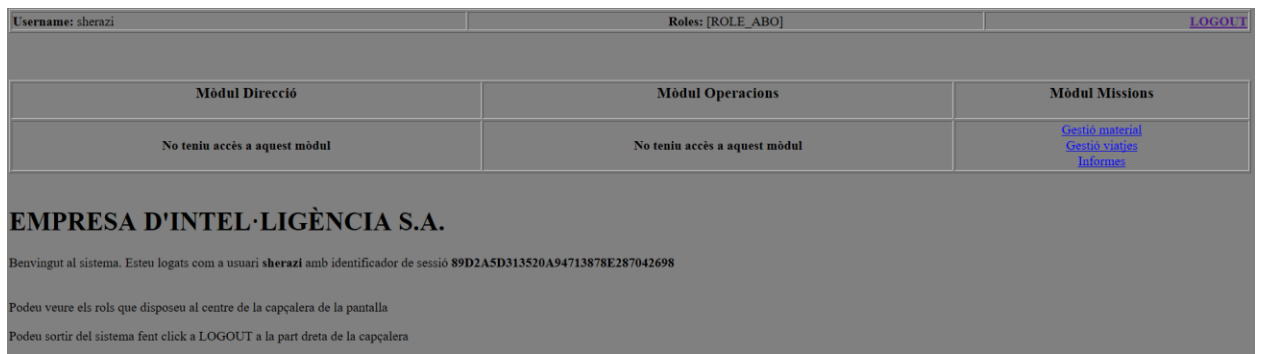 Username: sherazi Roles: [ROLE_ABO] LOGOUT
Mòdul Direcció Mòdul Operacions Mòdul Missions
No teniu accès a aquest mòdul No teniu accès a aquest mòdul Gestió material
Gestió viatjes
Informes
EMPRESA D'INTEL·LIGÈNCIA S.A.
Benvingut al sistema. Esteu logats com a usuari sherazi amb identificador de sessió 89D2A5D313520A94713878E287042698
Podeu veure els rols que disposeu al centre de la capçalera de la pantalla
Podeu sortir del sistema fent click a LOGOUT a la part dreta de la capçalera